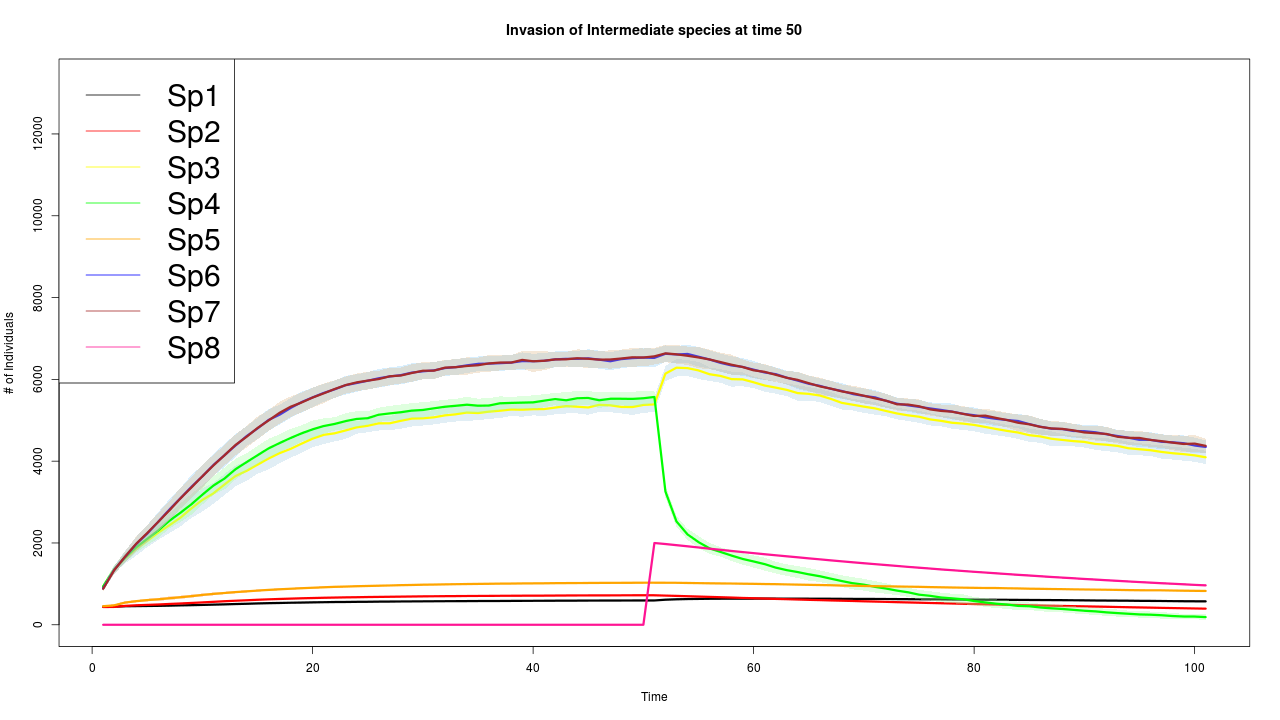 Invasion of Intermediate species at time 50
Sp1
Sp2
Sp3
Sp4
Sp5
Sp6
Sp7
Sp8
# of Individuals
12000
10000
8000
6000
4000
2000
0
0 20 40 60 80 100
Time